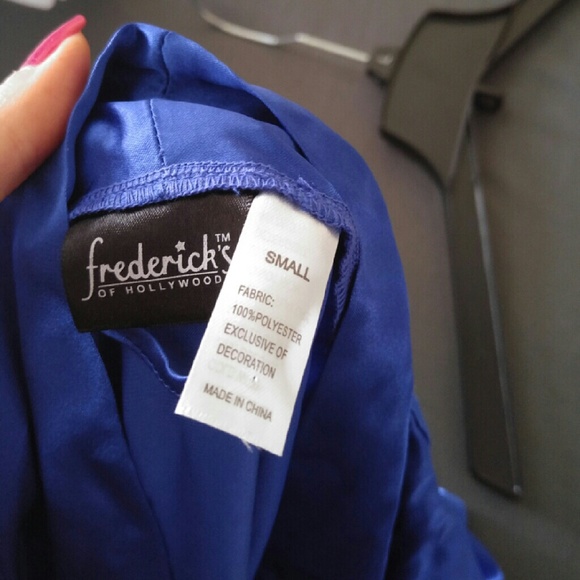 frederick's™
OF HOLLYWOOD
SMALL
FABRIC:
100%POLYESTER
EXCLUSIVE OF
DECORATION
MADE IN CHINA